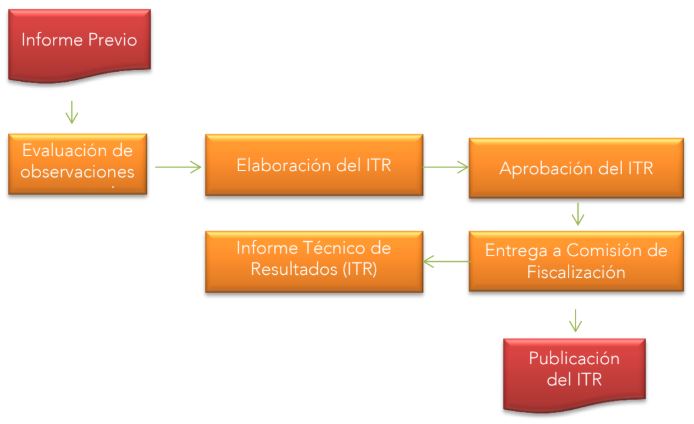 Informe Previo
Evaluación de
observaciones
Elaboración del ITR
Aprobación del ITR
Entrega a Comisión de
Fiscalización
Informe Técnico de
Resultados (ITR)
Publicación
del ITR